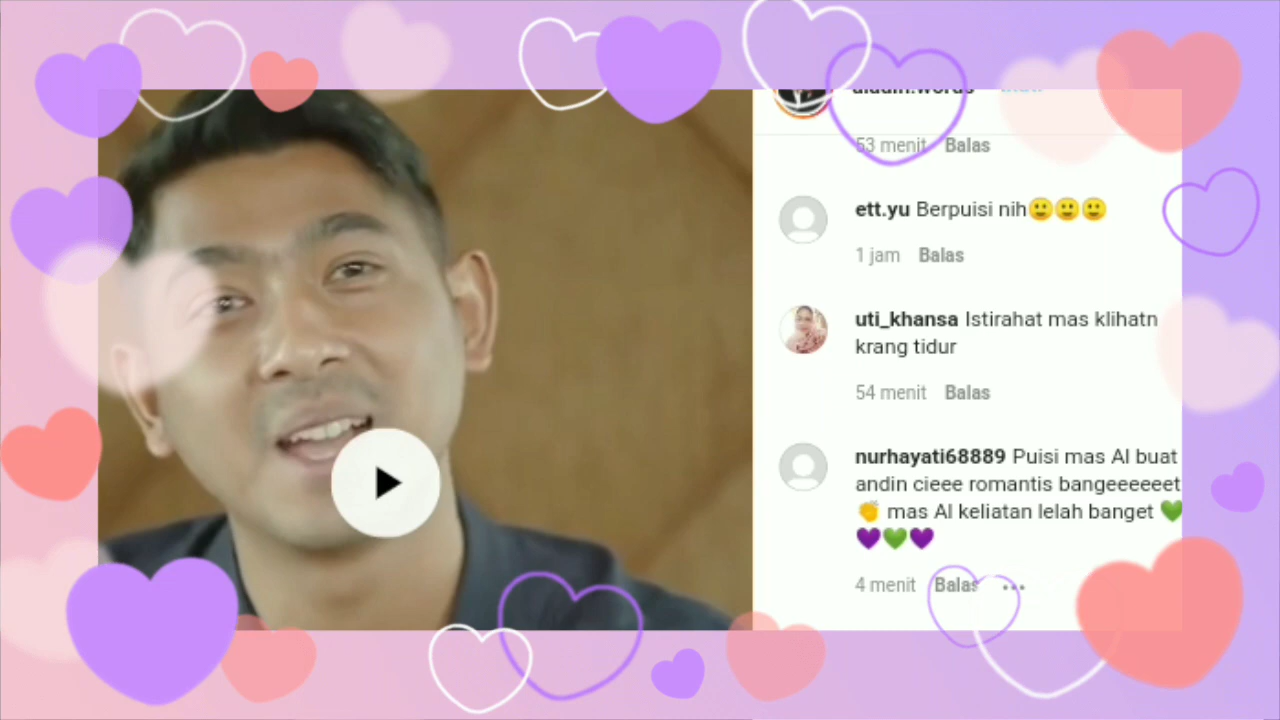 53 menit Balas
ett.yu Berpuisi nih🙂🙂🙂
1 jam Balas
uti_khansa Istirahat mas klihatn
krang tidur
54 menit Balas
nurhayati68889 Puisi mas Al buat
andin cieee romantis bangeeeeeet
👏 mas Al keliatan lelah banget 💚
💜💚💜
4 menit Balas ...